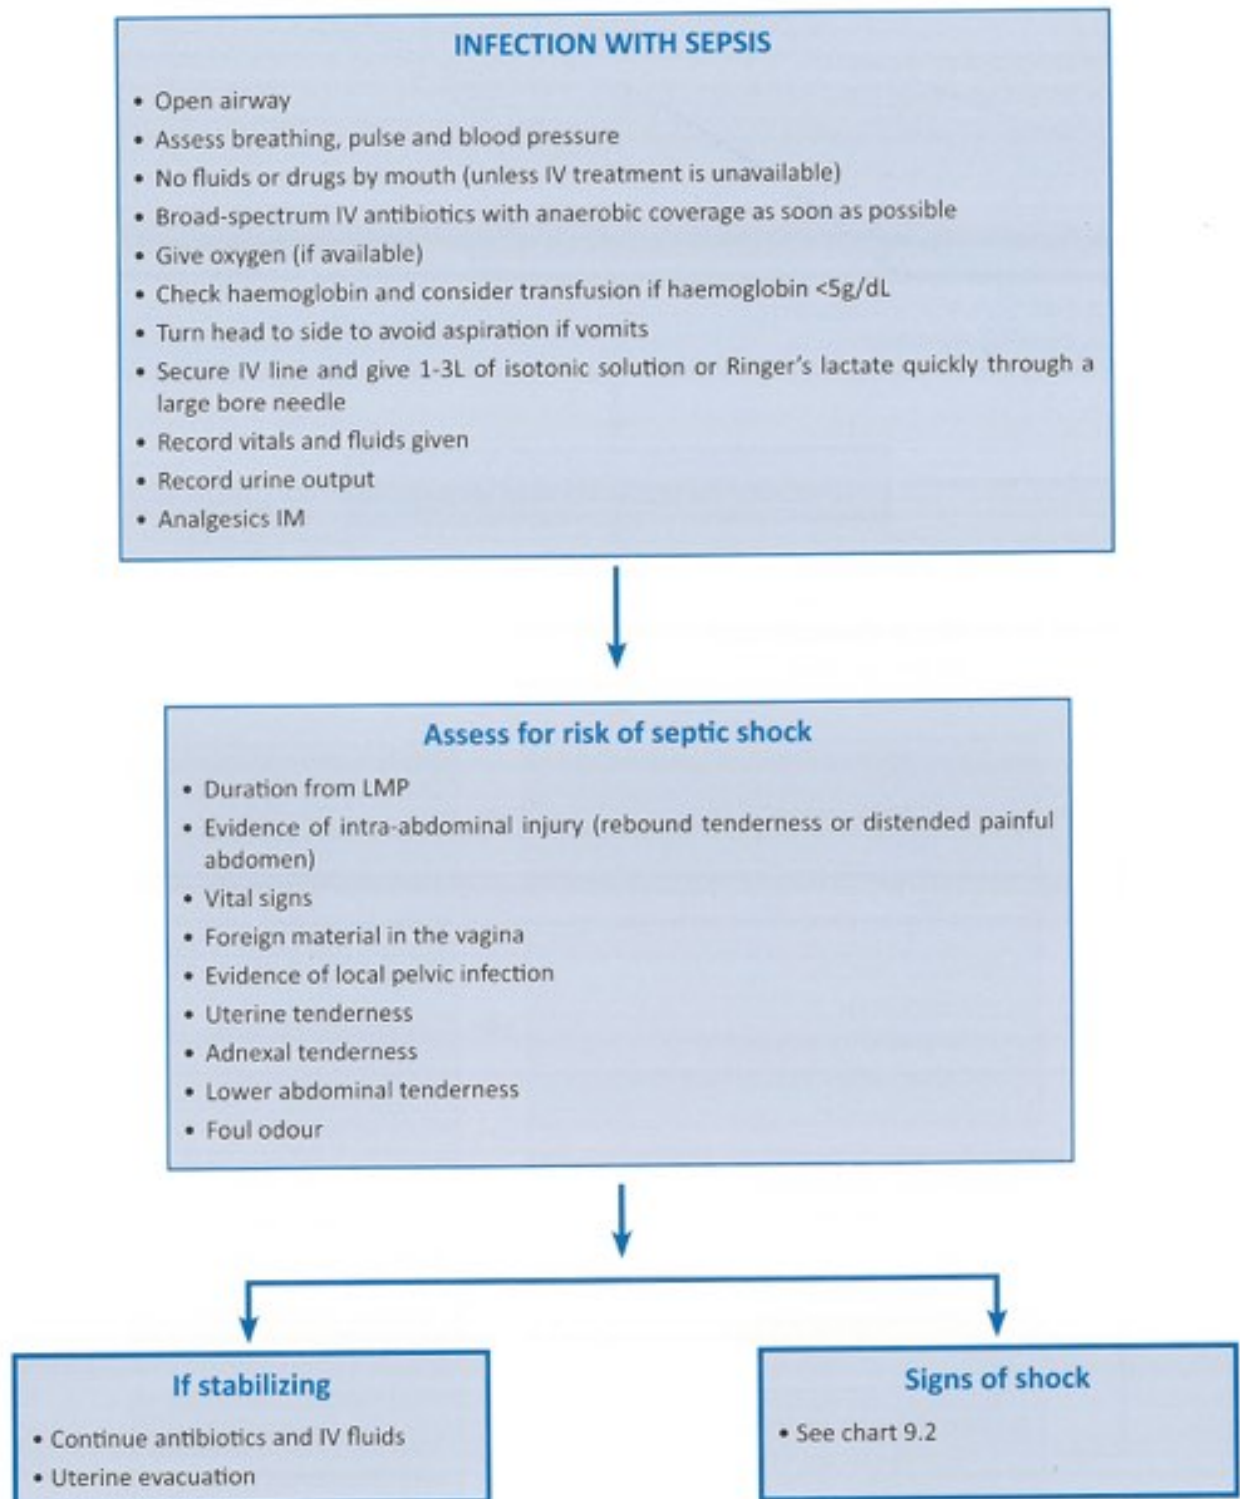 INFECTION WITH SEPSIS
• Open airway
• Assess breathing, pulse and blood pressure
• No fluids or drugs by mouth (unless IV treatment is unavailable)
• Broad-spectrum IV antibiotics with anaerobic coverage as soon as possible
• Give oxygen (if available)
• Check haemoglobin and consider transfusion if haemoglobin <5g/dL
• Turn head to side to avoid aspiration if vomits
• Secure IV line and give 1-3L of isotonic solution or Ringer's lactate quickly through a
large bore needle
• Record vitals and fluids given
• Record urine output
• Analgesics IM
Assess for risk of septic shock
• Duration from LMP
• Evidence of intra-abdominal injury (rebound tenderness or distended painful
abdomen)
• Vital signs
• Foreign material in the vagina
• Evidence of local pelvic infection
• Uterine tenderness
• Adnexal tenderness
• Lower abdominal tenderness
• Foul odour
If stabilizing
• Continue antibiotics and IV fluids
• Uterine evacuation
Signs of shock
• See chart 9.2